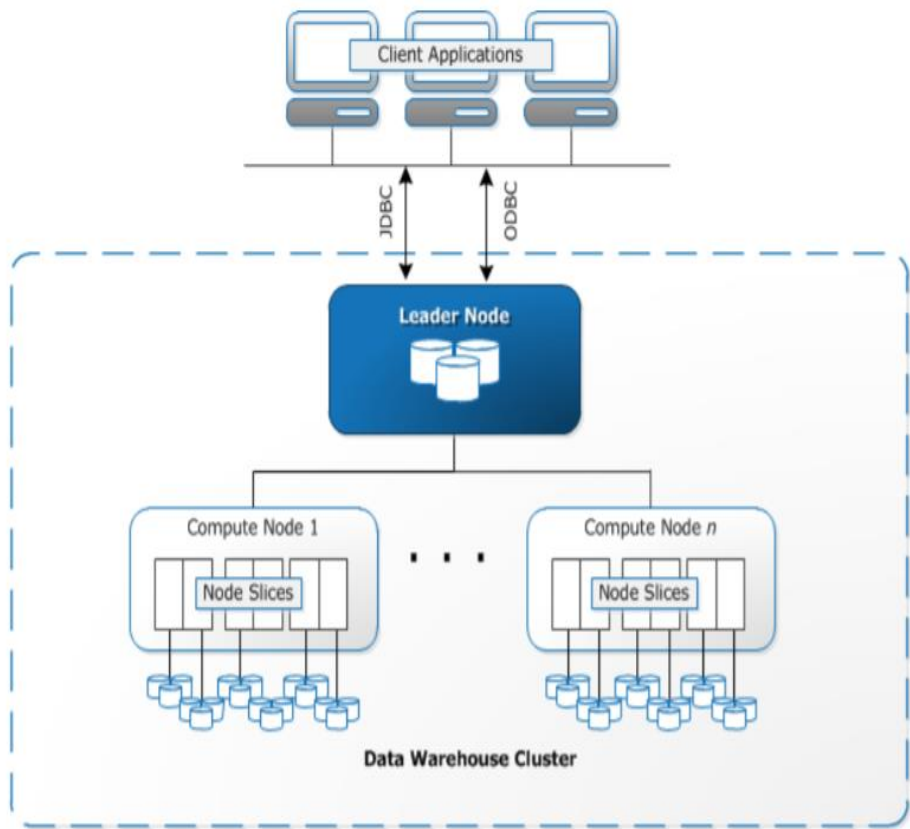 Client Applications
JDBC
ODBC
Leader Node
Compute Node 1
Compute Node n
. . .
Node Slices
Node Slices
Data Warehouse Cluster